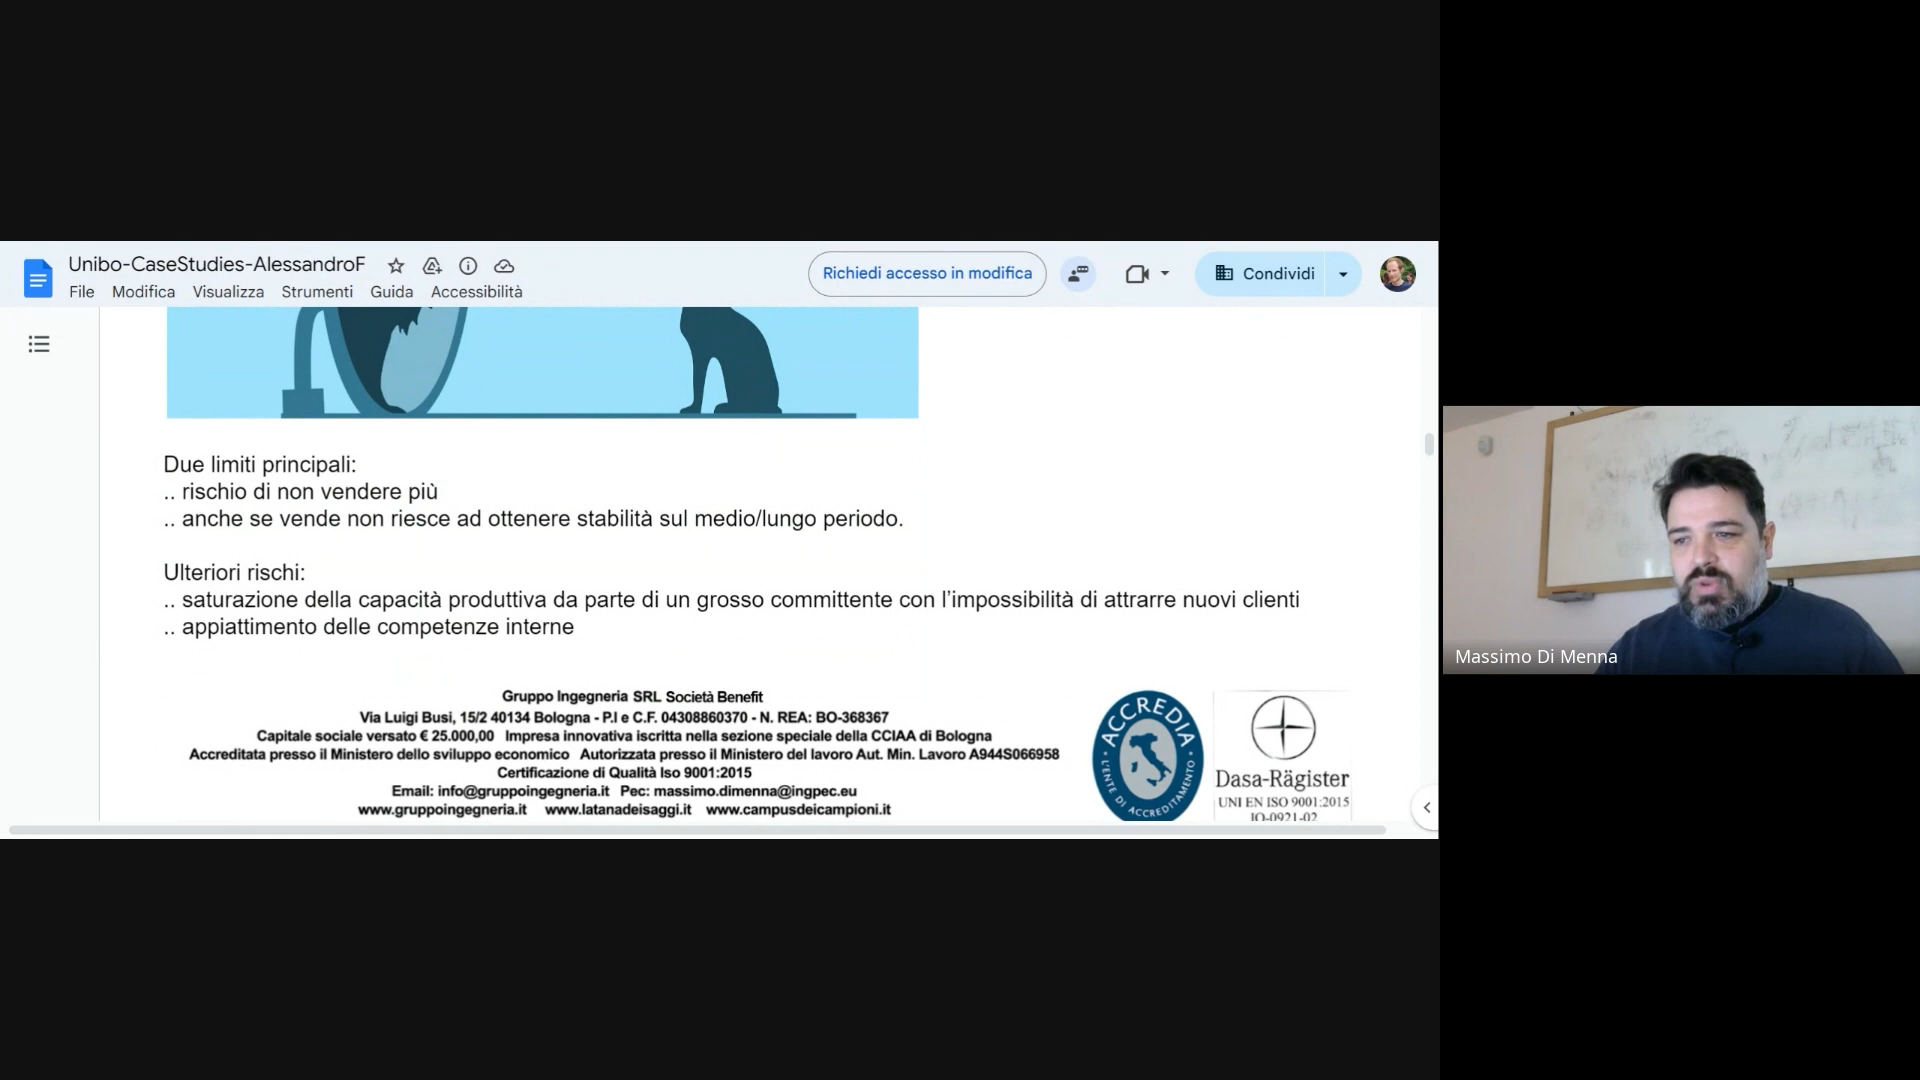 Unibo-CaseStudies-AlessandroF
File Modifica Visualizza Strumenti Guida Accessibilità
Richiedi accesso in modifica
Condividi
Due limiti principali:
.. rischio di non vendere più
.. anche se vende non riesce ad ottenere stabilità sul medio/lungo periodo.
Ulteriori rischi:
.. saturazione della capacità produttiva da parte di un grosso committente con l’impossibilità di attrarre nuovi clienti
.. appiattimento delle competenze interne
Gruppo Ingegneria SRL Società Benefit
Via Luigi Busi, 15/2 40134 Bologna - P.I e C.F. 04308860370 - N. REA: BO-368367
Capitale sociale versato € 25.000,00 Impresa innovativa iscritta nella sezione speciale della CCIAA di Bologna
Accreditata presso il Ministero dello sviluppo economico Autorizzata presso il Ministero del lavoro Aut. Min. Lavoro A944S066958
Certificazione di Qualità Iso 9001:2015
Email: info@gruppoingegneria.it Pec: massimo.dimenna@ingpec.eu
www.gruppoingegneria.it www.latanadeisaggi.it www.campusdeicampioni.it
ACCREDIA
L'ENTE DI ACCREDITAMENTO
Dasa-Rägister
UNI EN ISO 9001:2015
IQ-0921-02
Massimo Di Menna